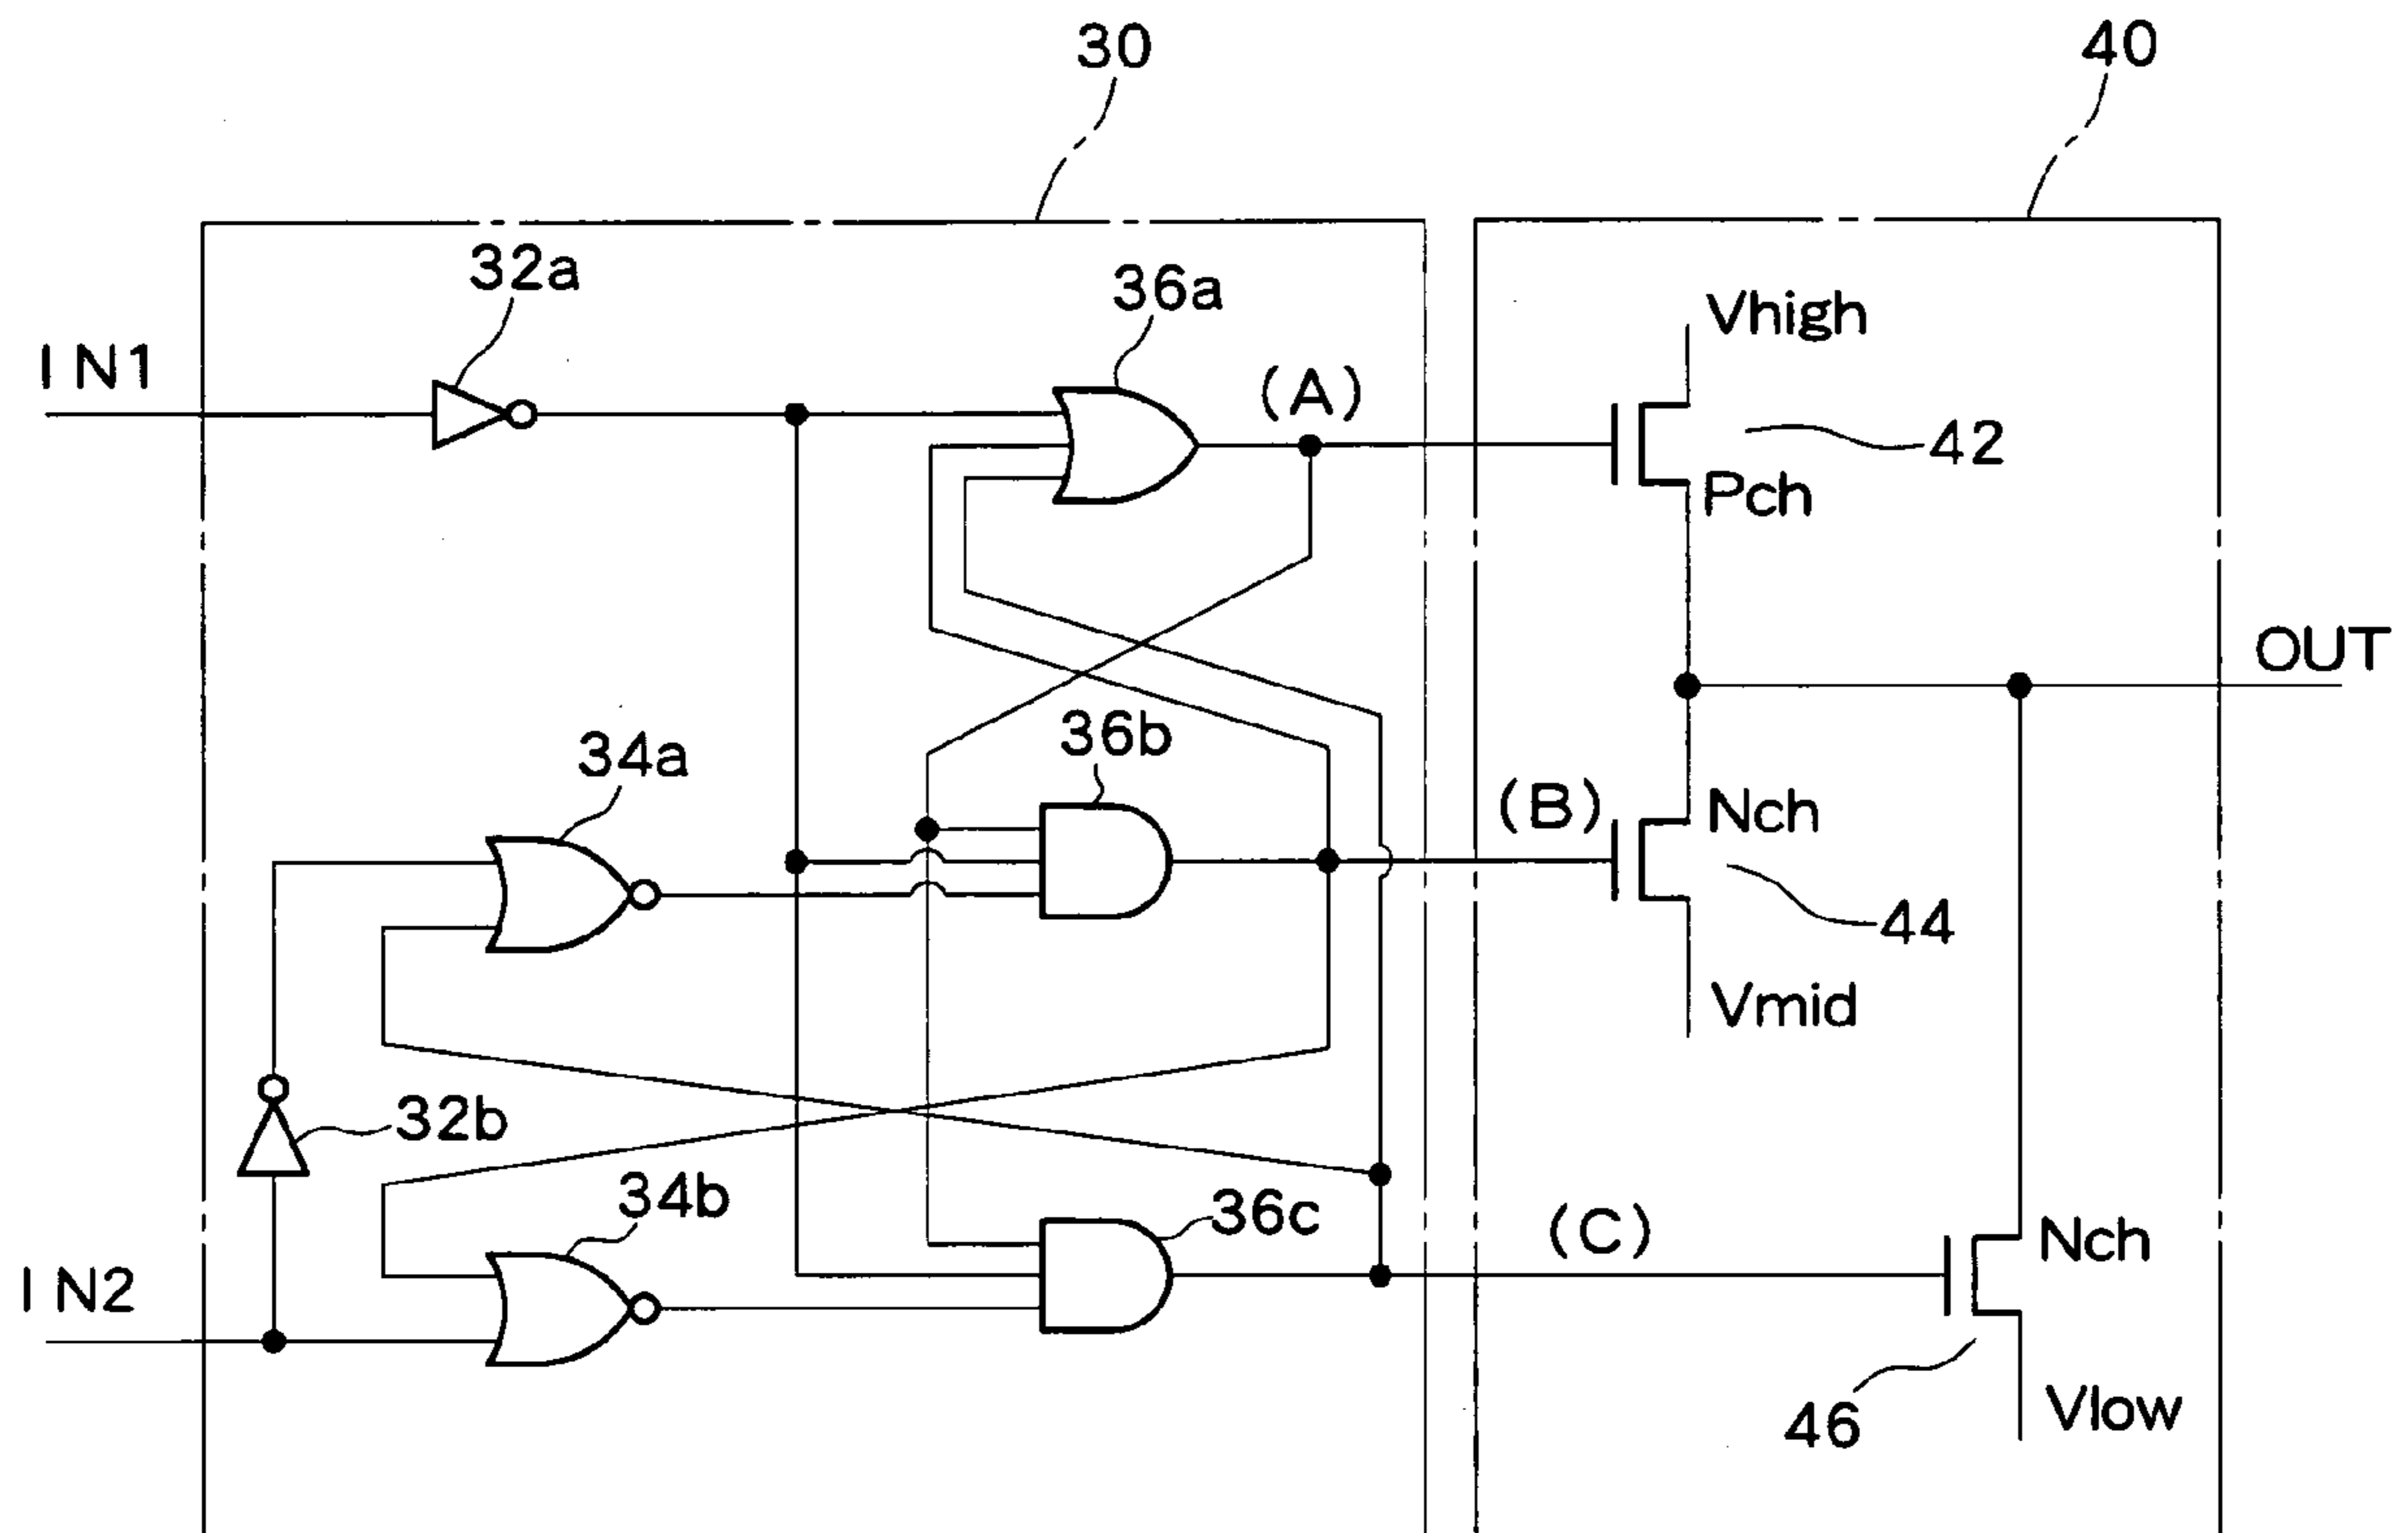 30
40
32a
36a
Vhigh
IN1
(A)
42
Pch
OUT
34a
36b
(B)
Nch
44
Vmid
32b
34b
36c
(C)
Nch
IN2
46
Vlow